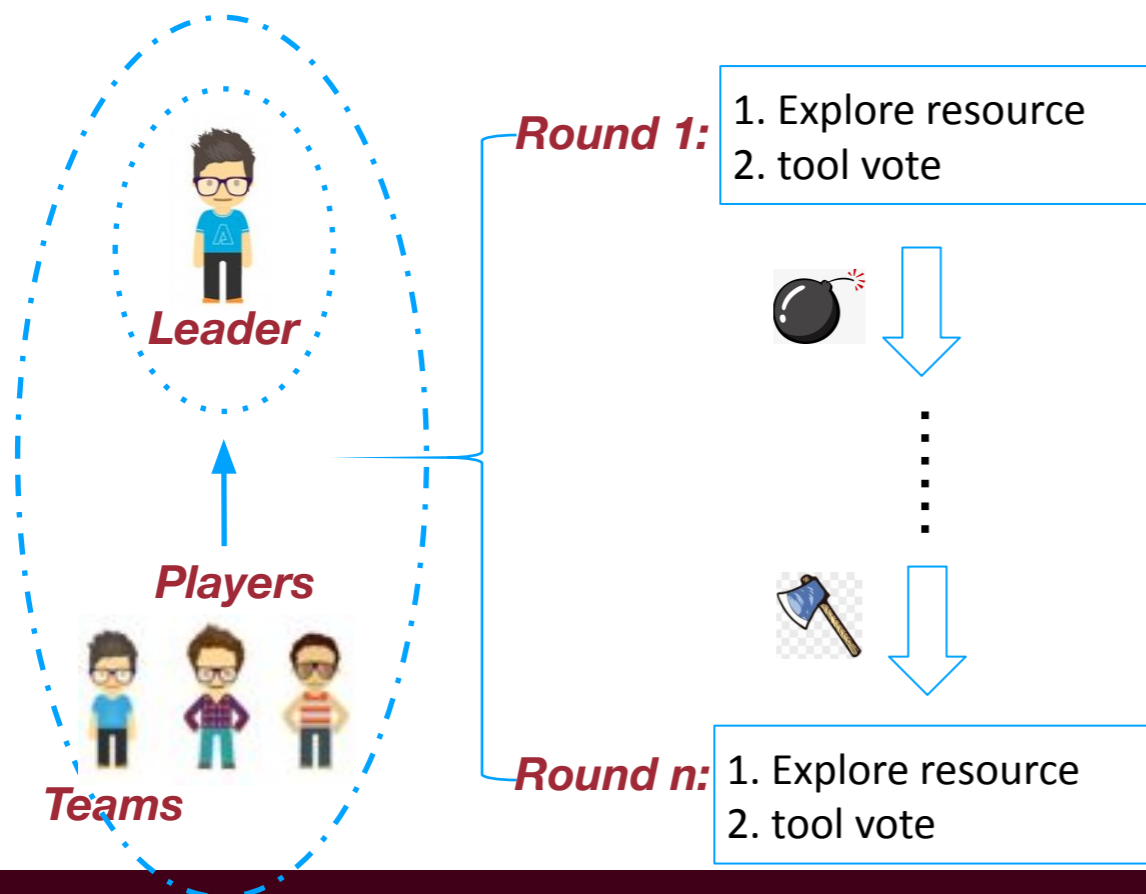 Leader
Players
Teams
Round 1:
1. Explore resource
2. tool vote
Round n:
1. Explore resource
2. tool vote